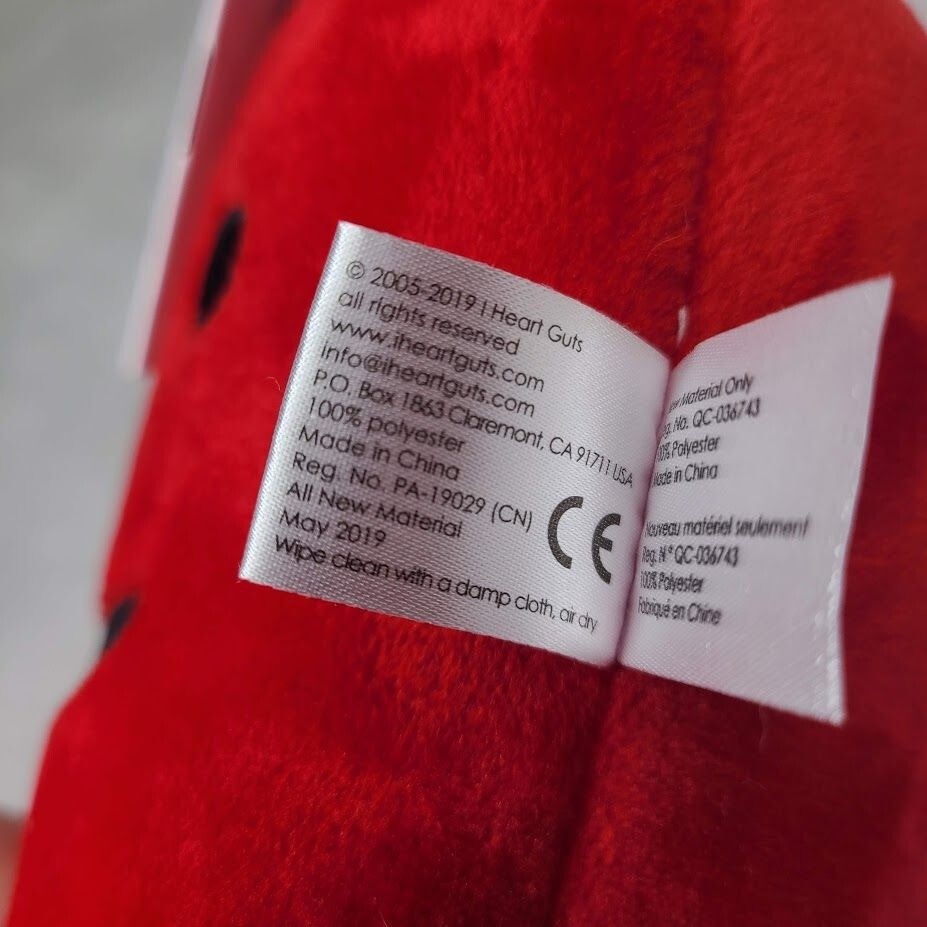 © 2005-2019 I Heart Guts
all rights reserved
www.iheartguts.com
info@iheartguts.com
P.O. Box 1863 Claremont, CA 91711 USA
100% polyester
Made in China
Reg. No. PA-19029 (CN)
All New Material
May 2019
Wipe clean with a damp cloth, air dry
CE
Material Only
No. QC-036743
Polyester
in China
Nouveau matériel seulement
Reg. N° QC-036743
100% Polyester
Fabriqué en Chine